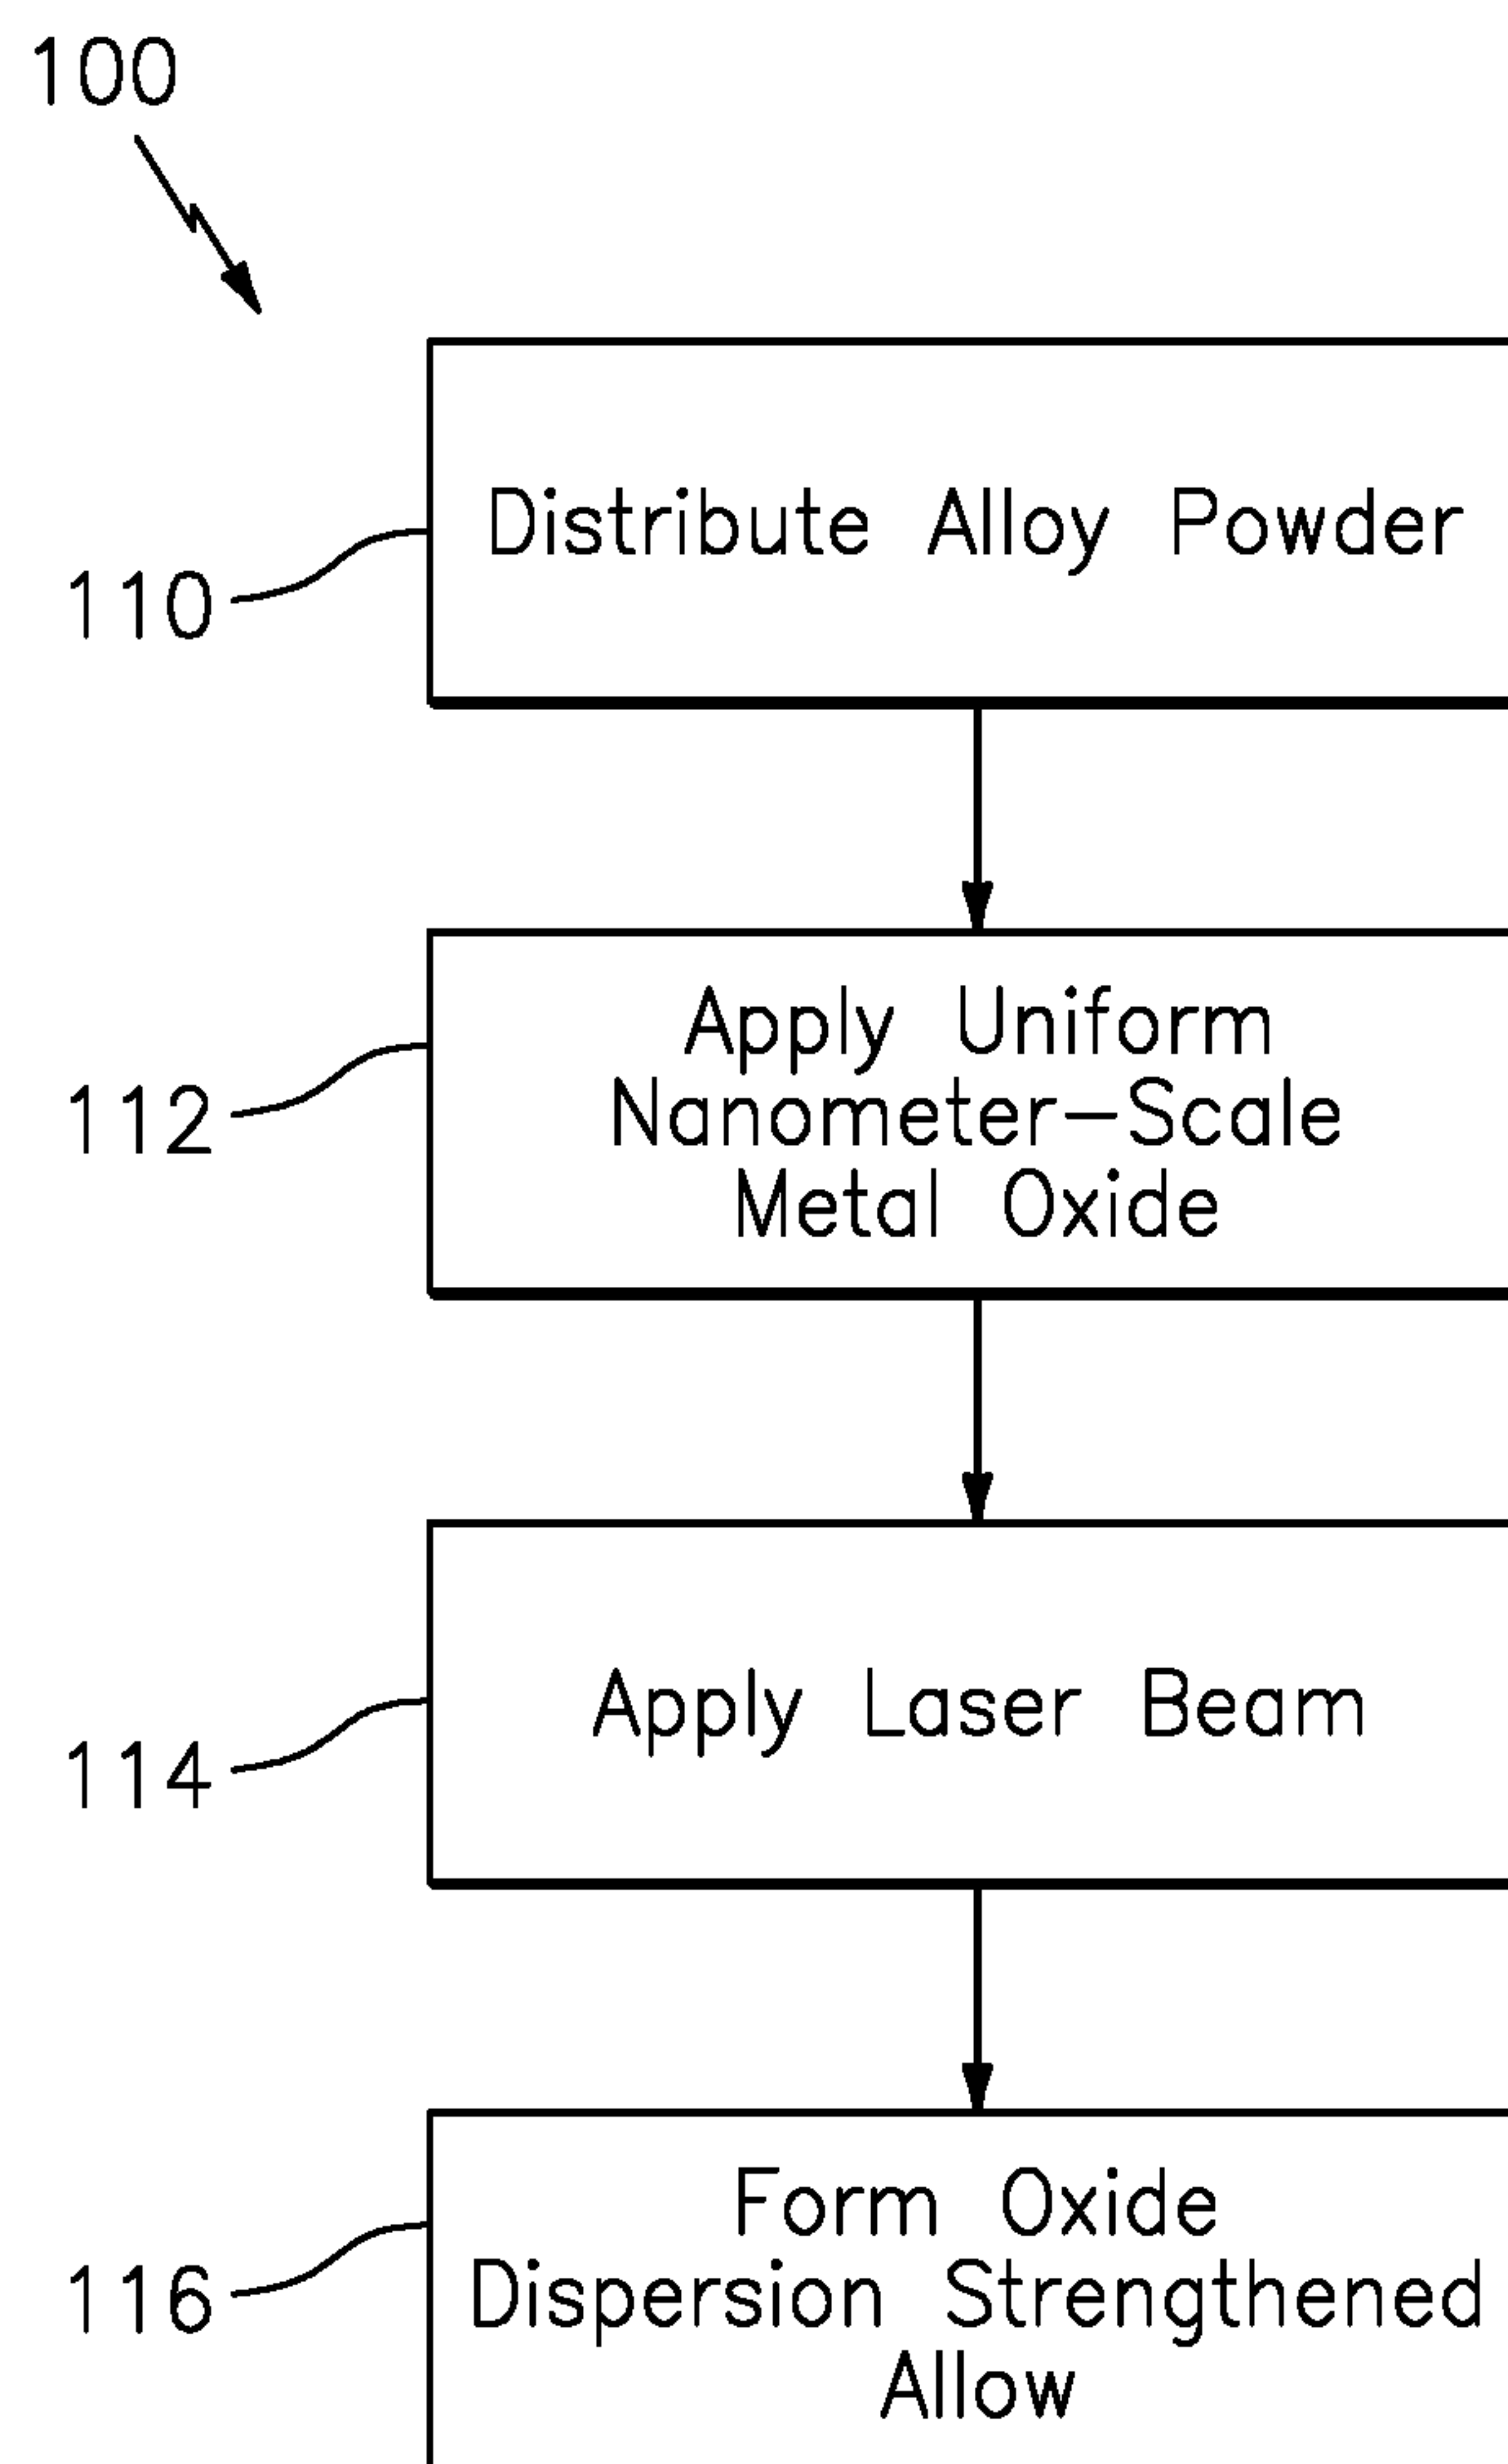 100
110
Distribute Alloy Powder
112
Apply Uniform
Nanometer-Scale
Metal Oxide
114
Apply Laser Beam
116
Form Oxide
Dispersion Strengthened
Allow